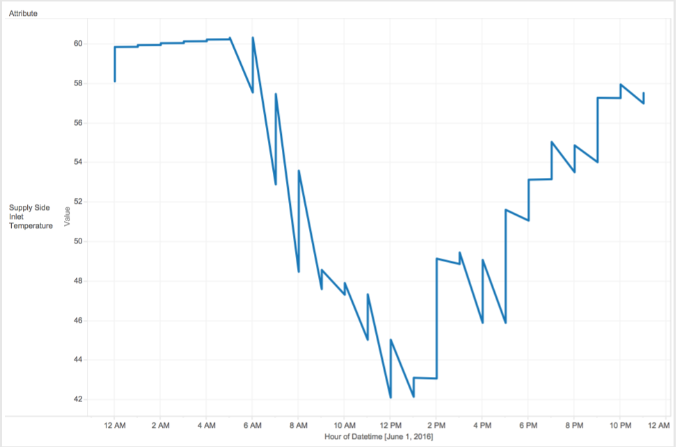 Attribute
60
58
56
54
52
50
48
46
44
42
Supply Side
Inlet
Temperature
Value
12 AM 2 AM 4 AM 6 AM 8 AM 10 AM 12 PM 2 PM 4 PM 6 PM 8 PM 10 PM 12 AM
Hour of Datetime [June 1, 2016]